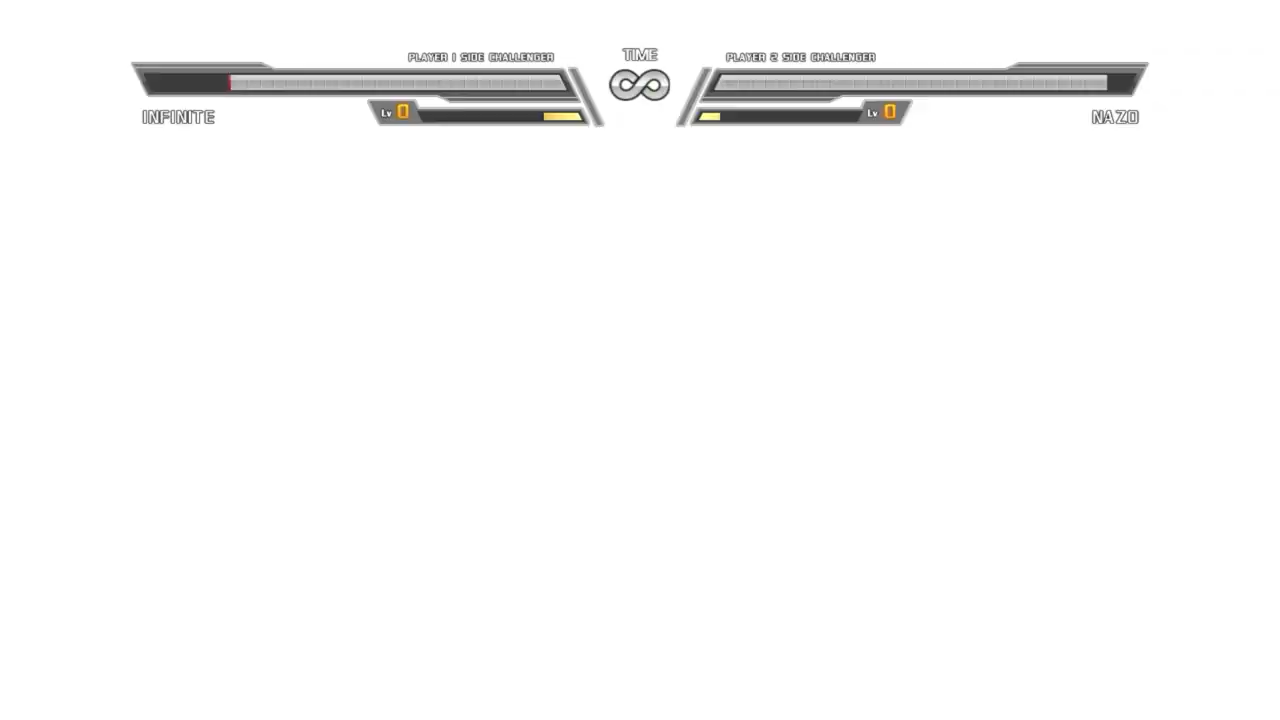 PLAYER 1 SIDE CHALLENGER
TIME
PLAYER 2 SIDE CHALLENGER
INFINITE
Lv 0
Lv 0
NAZO